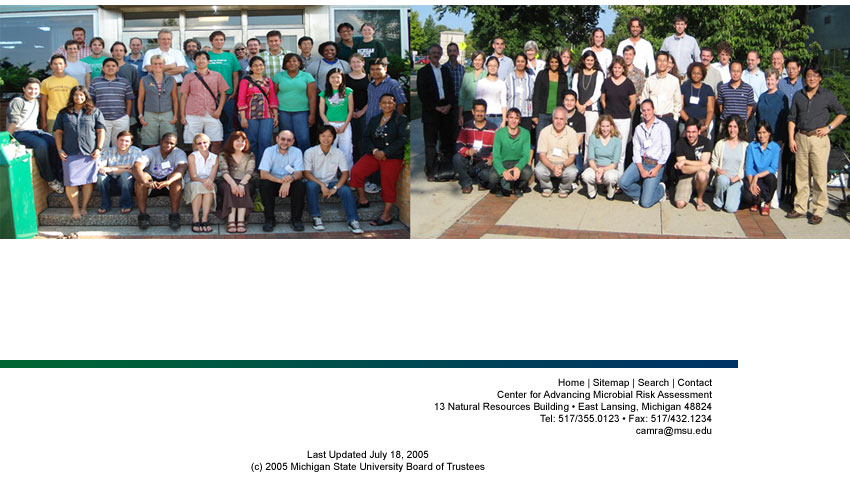 Home | Sitemap | Search | Contact
Center for Advancing Microbial Risk Assessment
13 Natural Resources Building • East Lansing, Michigan 48824
Tel: 517/355.0123 • Fax: 517/432.1234
camra@msu.edu
Last Updated July 18, 2005
(c) 2005 Michigan State University Board of Trustees